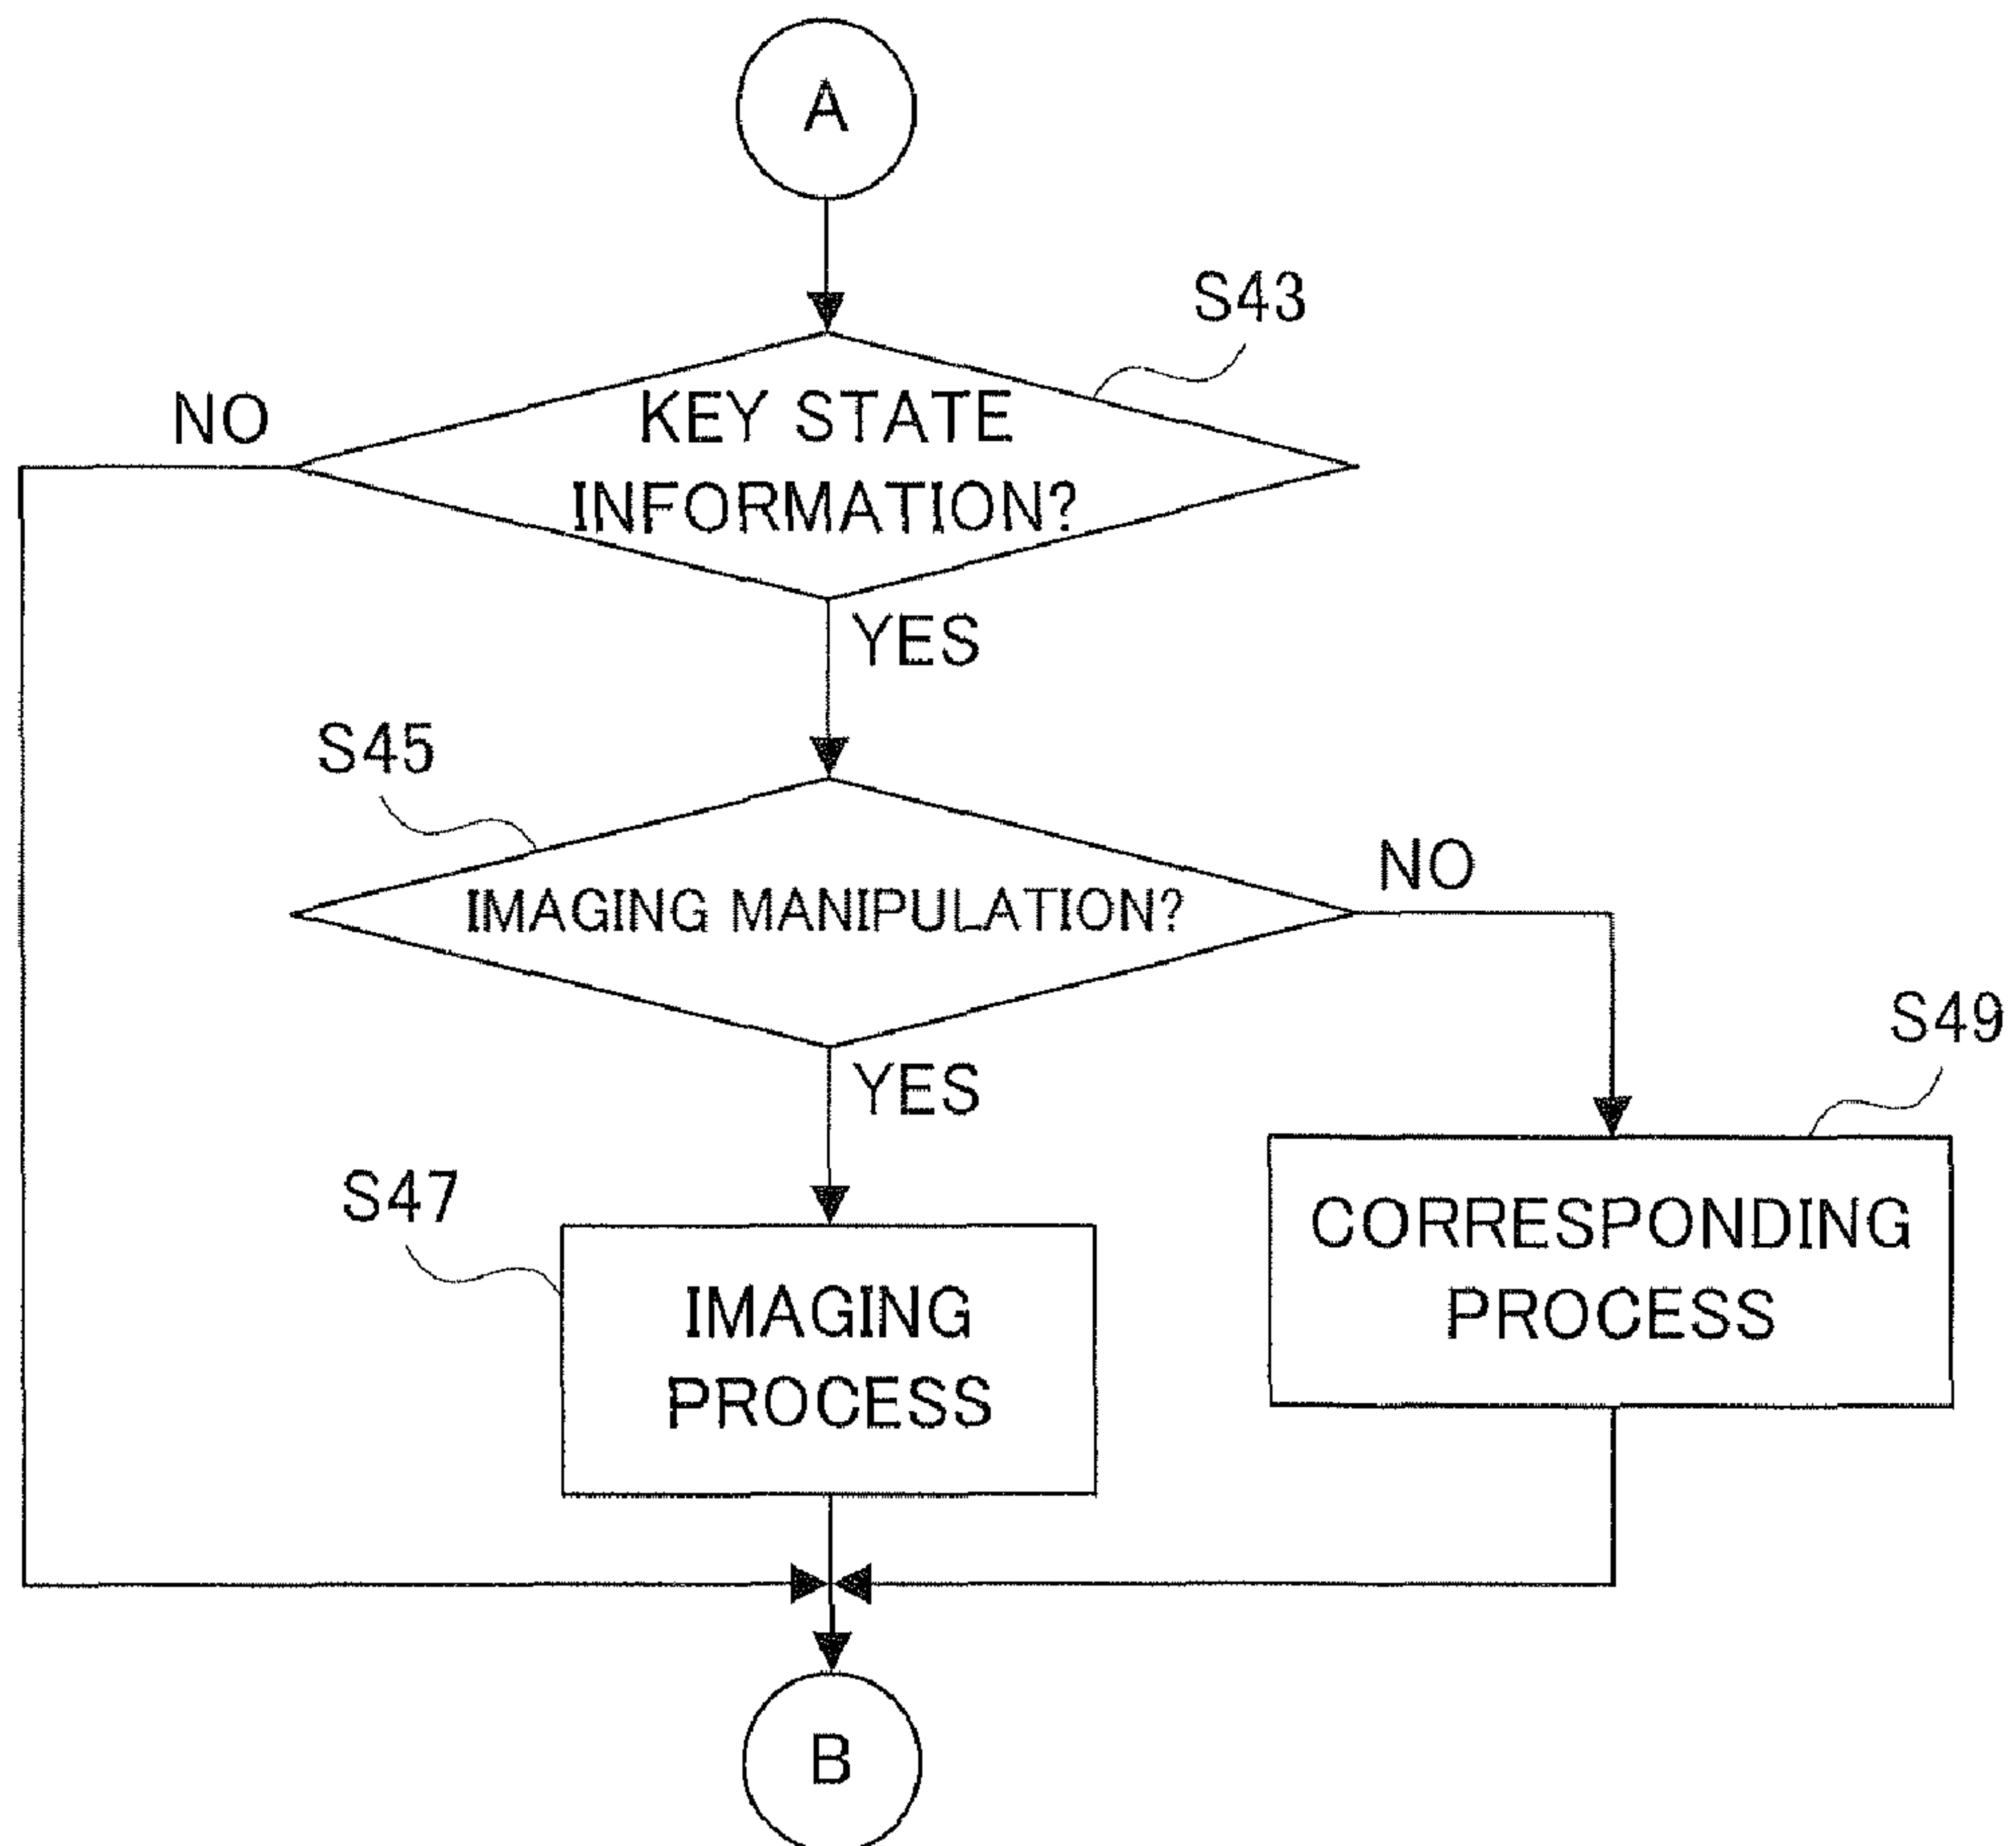 A
S43
NO
KEY STATE
INFORMATION?
YES
S45
NO
IMAGING MANIPULATION?
S49
YES
S47
CORRESPONDING
PROCESS
IMAGING
PROCESS
B